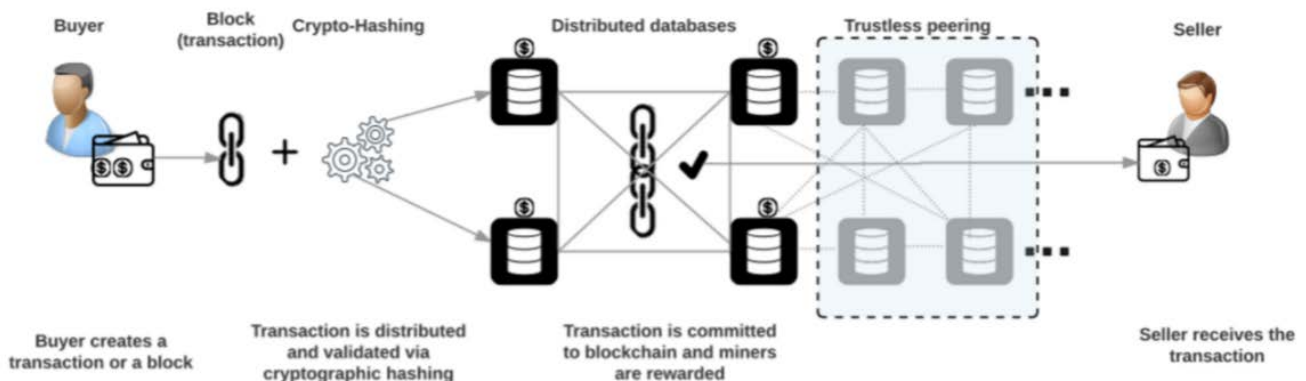 Buyer
Block
(transaction)
Crypto-Hashing
Distributed databases
Trustless peering
Seller
Buyer creates a
transaction or a block
Transaction is distributed
and validated via
cryptographic hashing
Transaction is committed
to blockchain and miners
are rewarded
Seller receives the
transaction